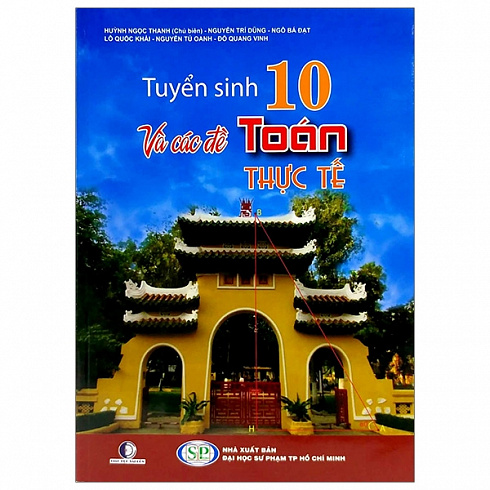 HUỲNH NGỌC THANH (Chủ biên) - NGUYỄN TRÍ DŨNG - NGÔ BÁ ĐẠT
LÔ QUỐC KHẢI - NGUYỄN TÚ OANH - ĐỖ QUANG VINH
Tuyển sinh 10
Và các đề Toán
THỰC TẾ
B
H
C A
SP
NHÀ XUẤT BẢN
ĐẠI HỌC SƯ PHẠM TP HỒ CHÍ MINH